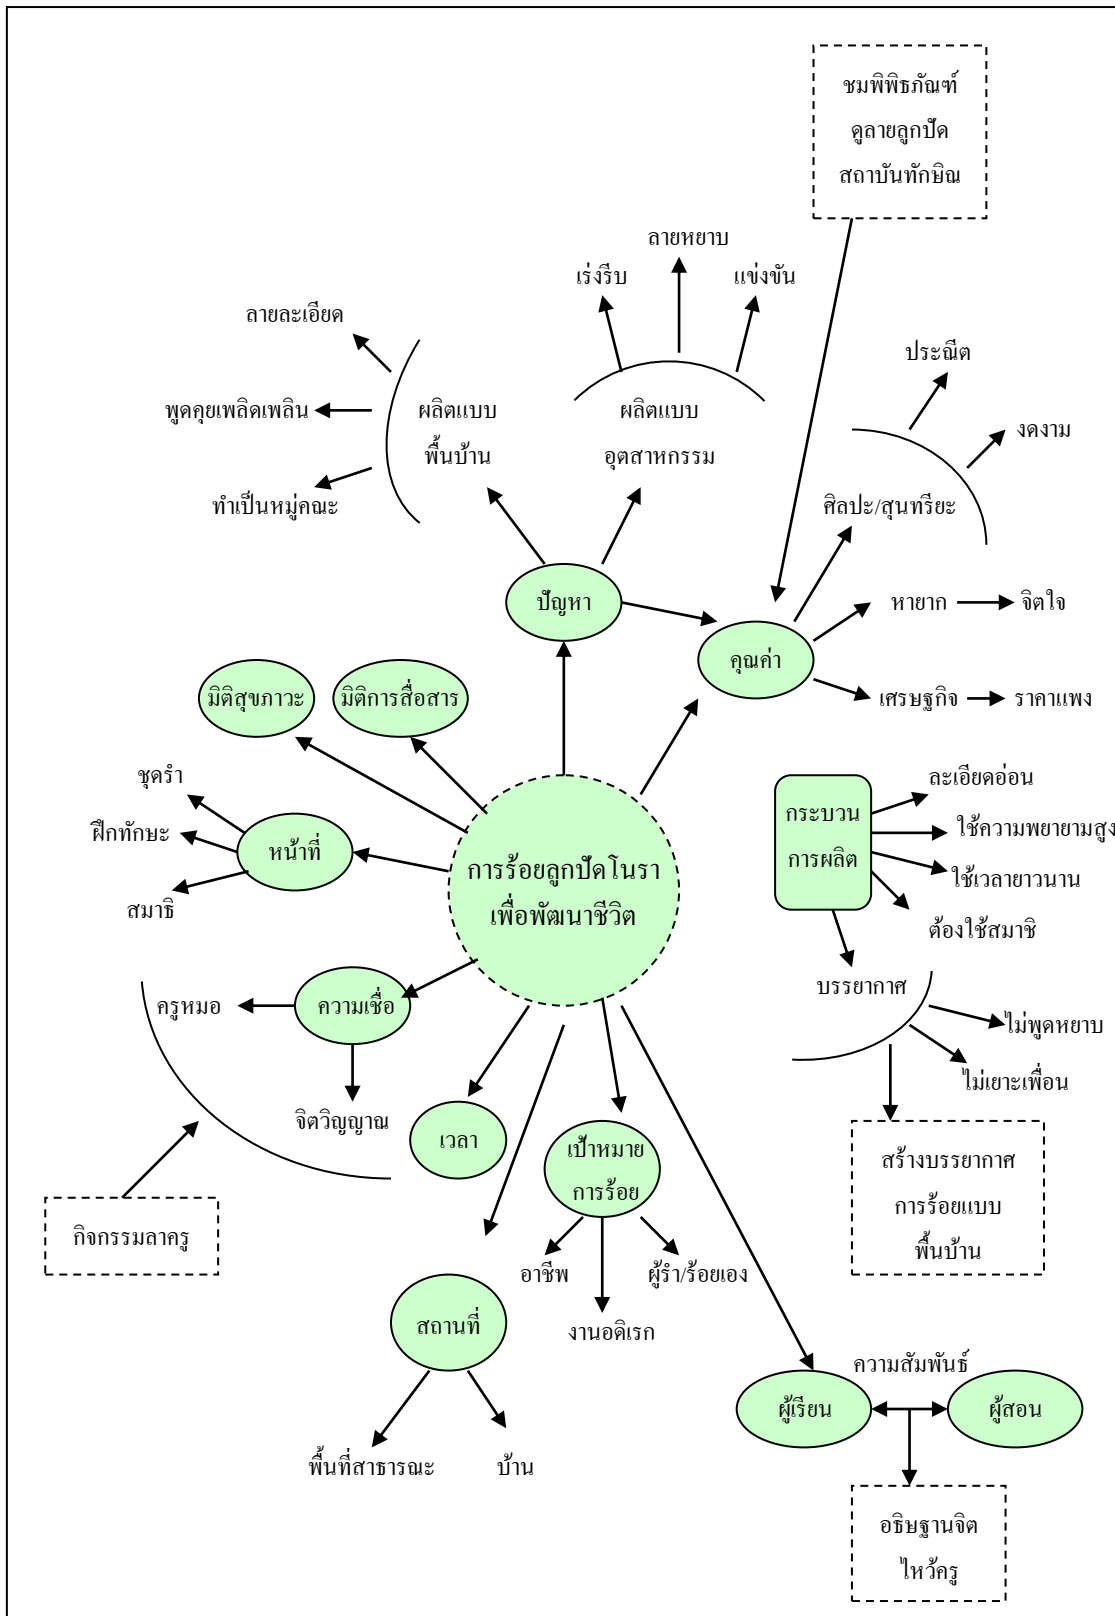 ชมพิพิธภัณฑ์
ดูลายลูกปัด
สถาบันทักษิณ
ลายหยาบ
เร่งรีบ
แข่งขัน
ลายละเอียด
ประณีต
พูดคุยเพลิดเพลิน
ผลิตแบบ
พื้นบ้าน
ผลิตแบบ
อุตสาหกรรม
งดงาม
ทำเป็นหมู่คณะ
ศิลปะ/สุนทรียะ
ปัญหา
หายาก
จิตใจ
คุณค่า
มิติสุขภาวะ
มิติการสื่อสาร
เศรษฐกิจ
ราคาแพง
ชุดรำ
ฝึกทักษะ
หน้าที่
สมาธิ
การร้อยลูกปัดโนรา
เพื่อพัฒนาชีวิต
กระบวน
การผลิต
ละเอียดอ่อน
ใช้ความพยายามสูง
ใช้เวลายาวนาน
ต้องใช้สมาธิ
บรรยากาศ
ครูหมอ
ความเชื่อ
ไม่พูดหยาบ
ไม่เยาะเพื่อน
จิตวิญญาณ
เวลา
เป้าหมาย
การร้อย
สร้างบรรยากาศ
การร้อยแบบ
พื้นบ้าน
กิจกรรมลาครู
อาชีพ
ผู้รำ/ร้อยเอง
งานอดิเรก
สถานที่
ความสัมพันธ์
ผู้เรียน
ผู้สอน
พื้นที่สาธารณะ
บ้าน
อธิษฐานจิต
ไหว้ครู